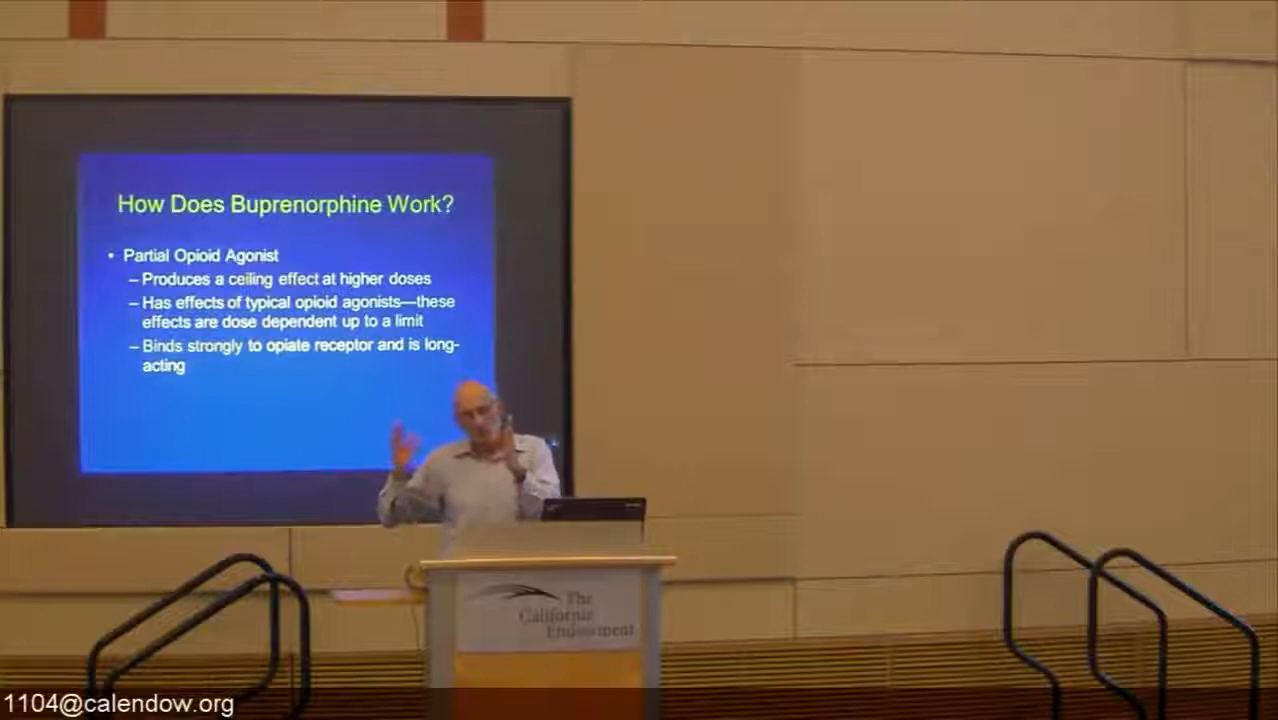 How Does Buprenorphine Work?
• Partial Opioid Agonist
– Produces a ceiling effect at higher doses
– Has effects of typical opioid agonists—these
effects are dose dependent up to a limit
– Binds strongly to opiate receptor and is long-
acting
The
California
Endowment
1104@calendow.org